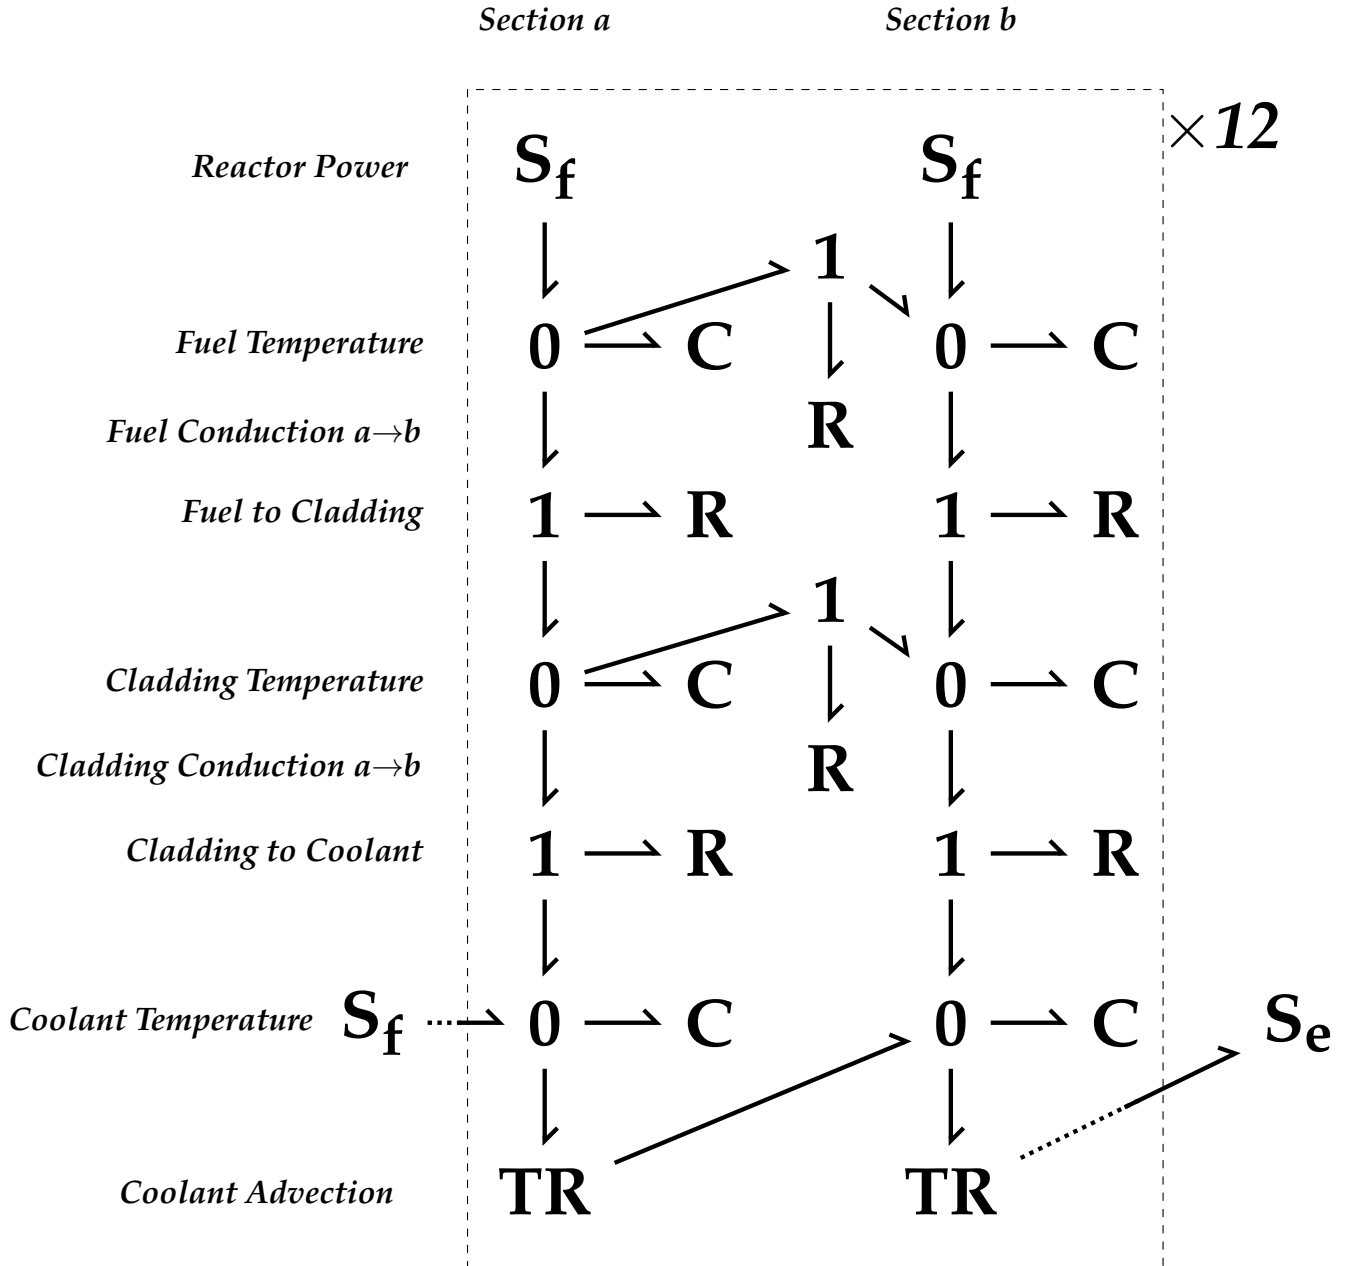 Section a Section b
×12
Reactor Power S_f S_f
1
Fuel Temperature 0 C 0 C
Fuel Conduction a→b R
Fuel to Cladding 1 R 1 R
1
Cladding Temperature 0 C 0 C
Cladding Conduction a→b R
Cladding to Coolant 1 R 1 R
Coolant Temperature S_f 0 C 0 C S_e
Coolant Advection TR TR